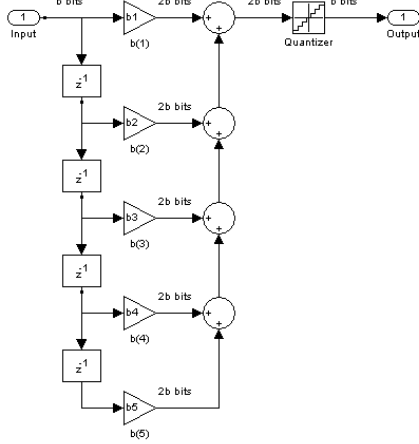 b bits 2b bits 2b bits b bits
1 b1 + + 1
Input b(1) Quantizer Output
z-1
2b bits
b2 + +
b(2)
z-1
2b bits
b3 + +
b(3)
z-1
2b bits
b4 + +
b(4)
z-1
2b bits
b5
b(5)